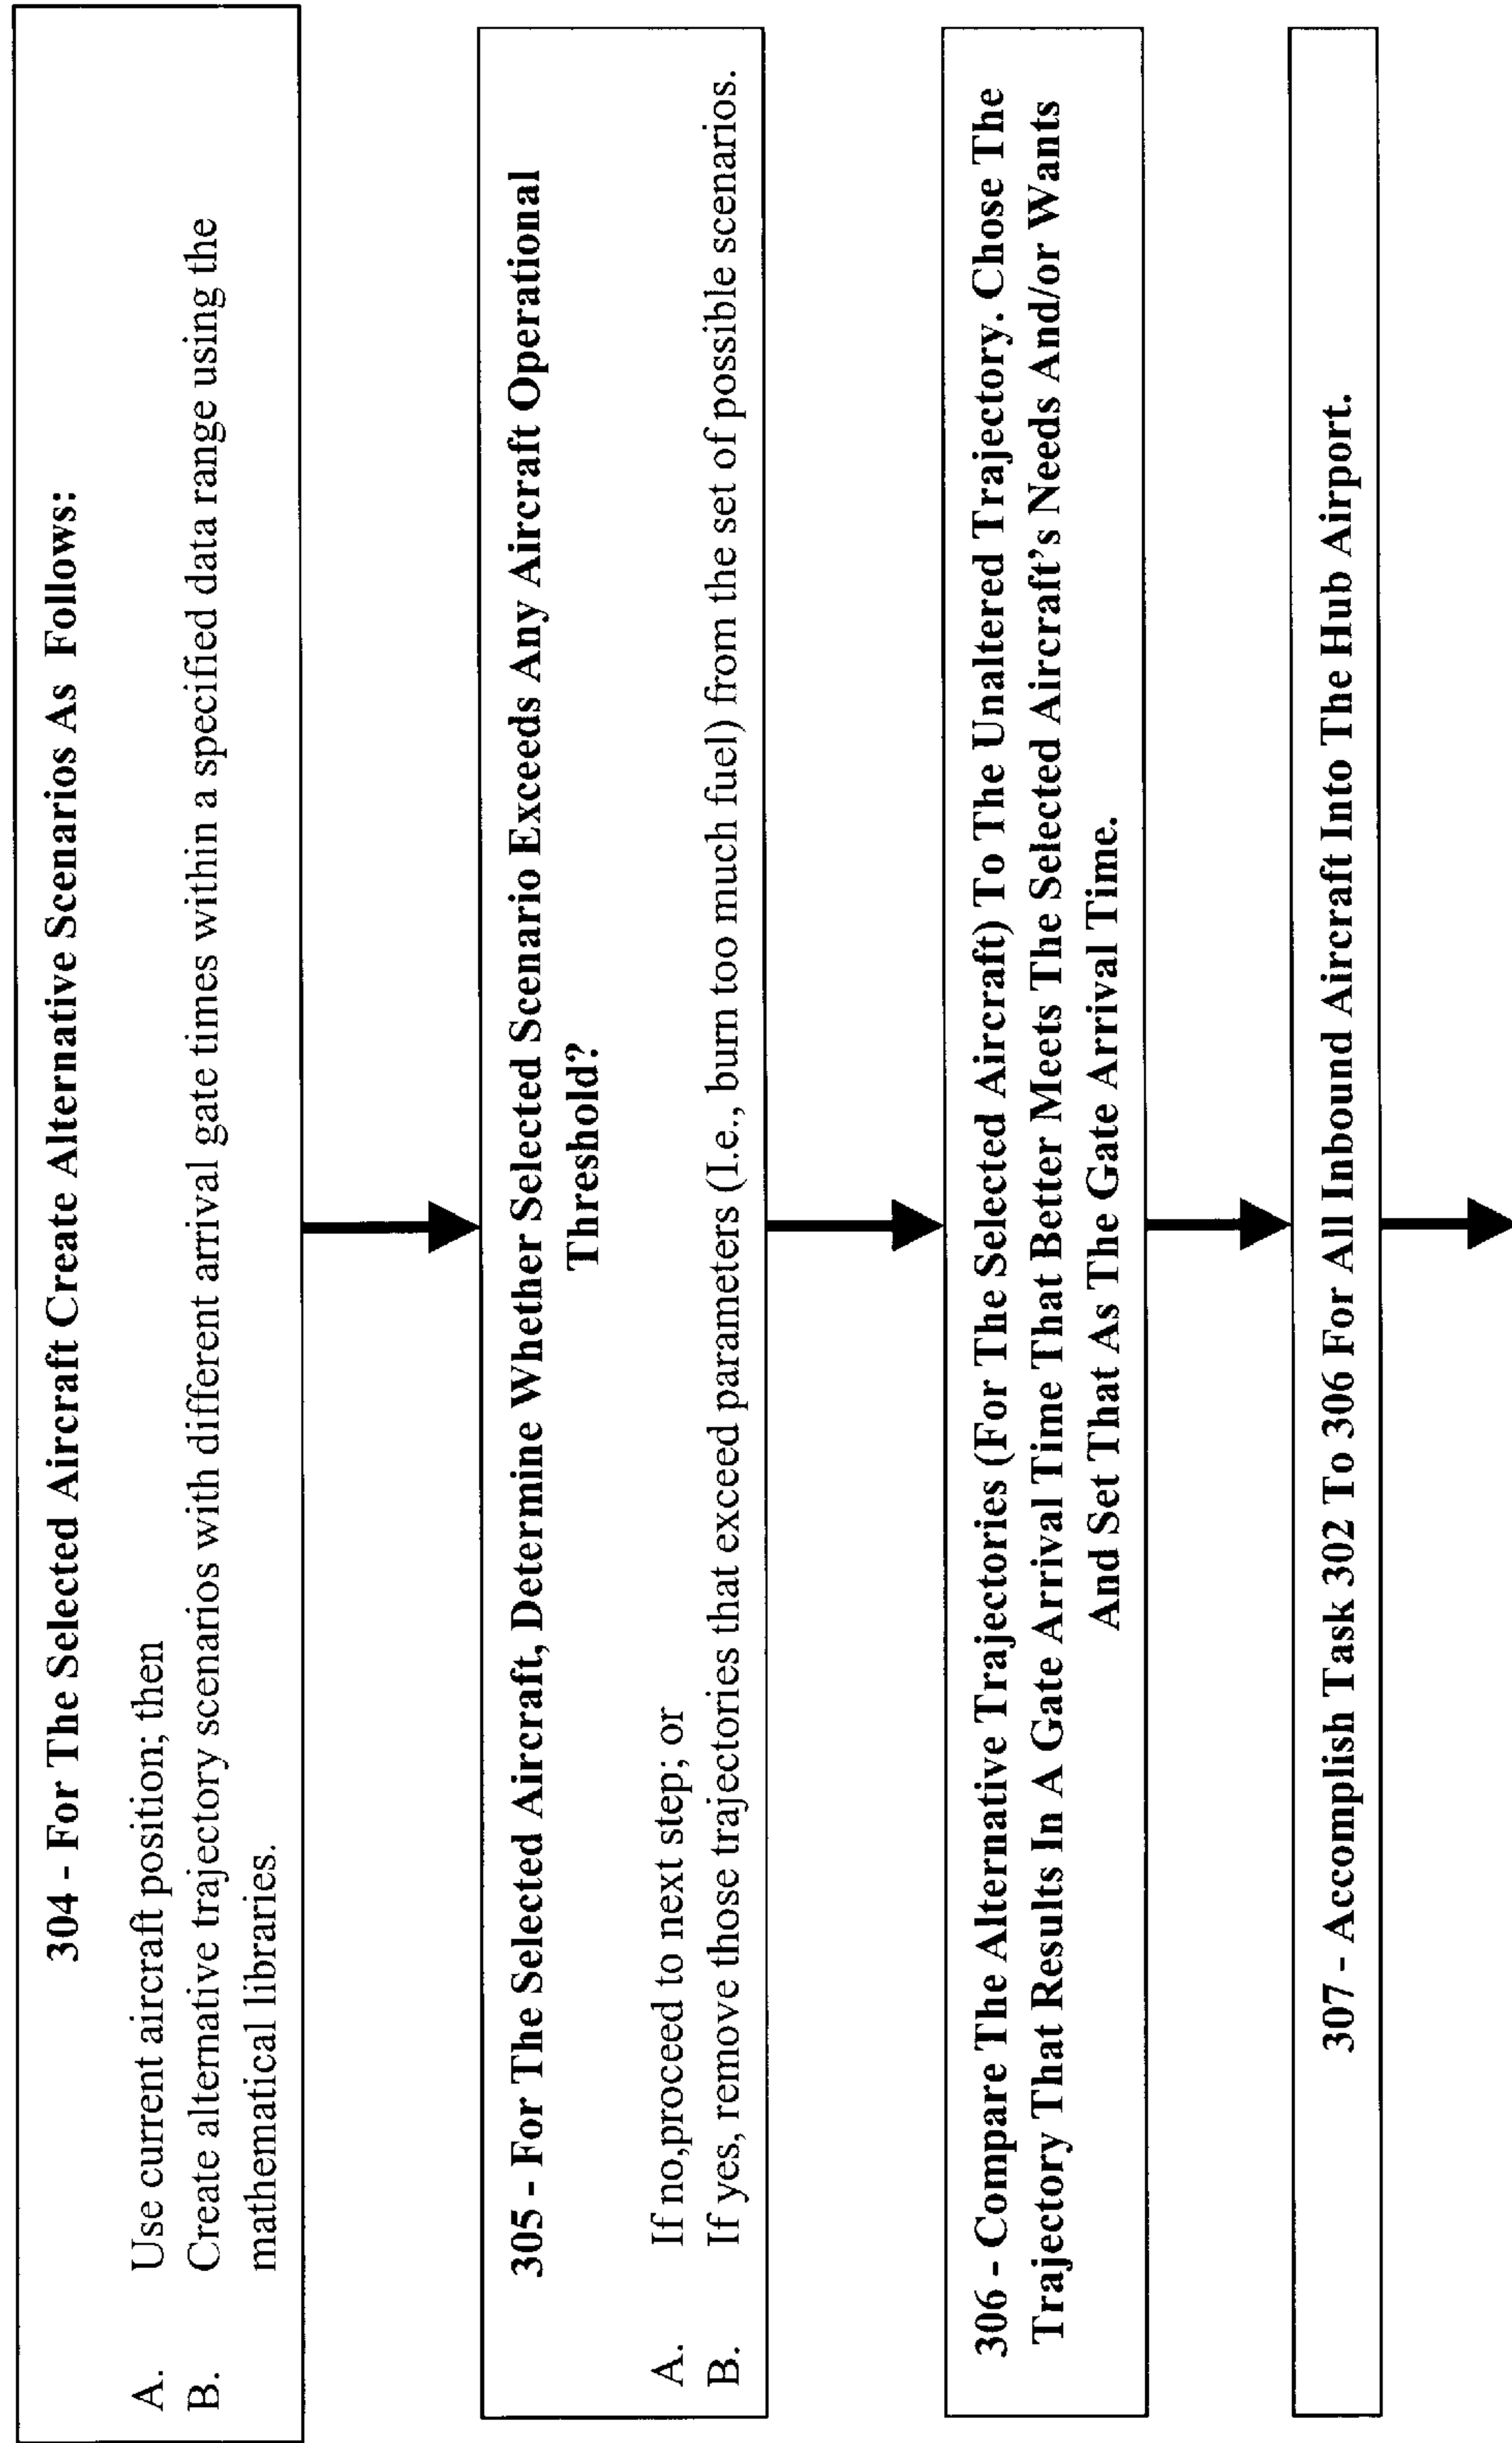 304 - For The Selected Aircraft Create Alternative Scenarios As Follows:
A. Use current aircraft position; then
B. Create alternative trajectory scenarios with different arrival gate times within a specified data range using the
mathematical libraries.
305 - For The Selected Aircraft, Determine Whether Selected Scenario Exceeds Any Aircraft Operational
Threshold?
A. If no,proceed to next step; or
B. If yes, remove those trajectories that exceed parameters (I.e., burn too much fuel) from the set of possible scenarios.
306 - Compare The Alternative Trajectories (For The Selected Aircraft) To The Unaltered Trajectory. Chose The
Trajectory That Results In A Gate Arrival Time That Better Meets The Selected Aircraft's Needs And/or Wants
And Set That As The Gate Arrival Time.
307 - Accomplish Task 302 To 306 For All Inbound Aircraft Into The Hub Airport.